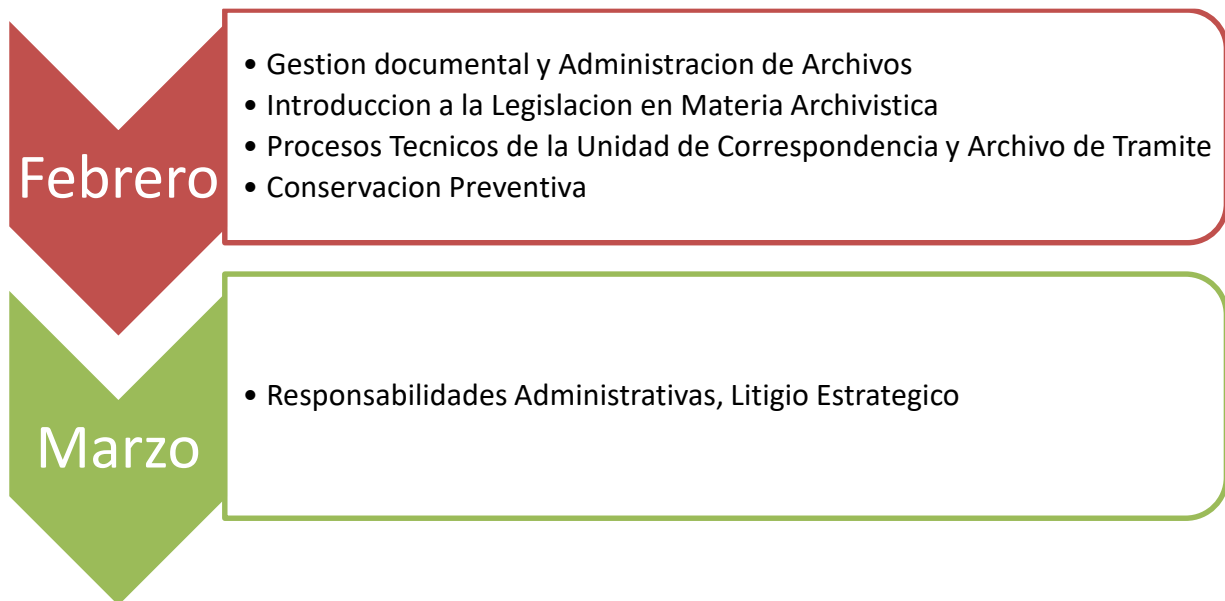 Febrero
• Gestion documental y Administracion de Archivos
• Introduccion a la Legislacion en Materia Archivistica
• Procesos Tecnicos de la Unidad de Correspondencia y Archivo de Tramite
• Conservacion Preventiva
Marzo
• Responsabilidades Administrativas, Litigio Estrategico